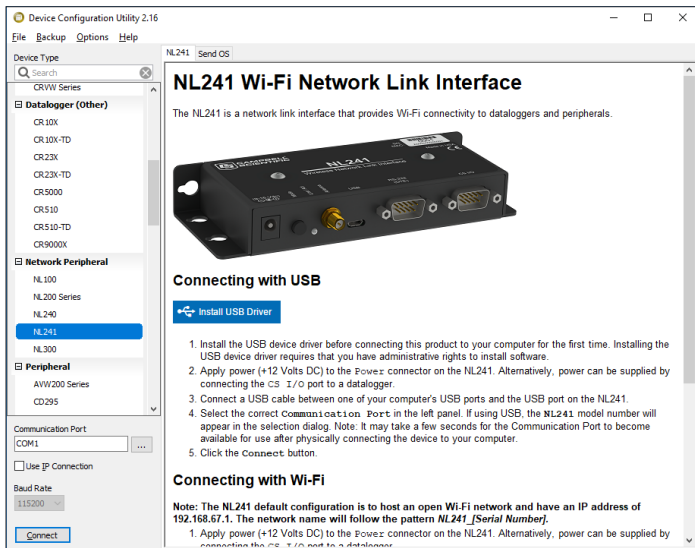 Device Configuration Utility 2.16
File Backup Options Help
Device Type
Search
CRVW Series
Datalogger (Other)
CR10X
CR10X-TD
CR23X
CR23X-TD
CR5000
CR510
CR510-TD
CR9000X
Network Peripheral
NL100
NL200 Series
NL240
NL241
NL300
Peripheral
AVW200 Series
CD295
Communication Port
COM1
...
Use IP Connection
Baud Rate
115200
Connect
NL241 Send OS
NL241 Wi-Fi Network Link Interface
The NL241 is a network link interface that provides Wi-Fi connectivity to dataloggers and peripherals.
CAMPBELL
SCIENTIFIC
NL241
Wireless Network Link Interface
CS I/O
Connecting with USB
Install USB Driver
1. Install the USB device driver before connecting this product to your computer for the first time. Installing the
USB device driver requires that you have administrative rights to install software.
2. Apply power (+12 Volts DC) to the Power connector on the NL241. Alternatively, power can be supplied by
connecting the CS I/O port to a datalogger.
3. Connect a USB cable between one of your computer's USB ports and the USB port on the NL241.
4. Select the correct Communication Port in the left panel. If using USB, the NL241 model number will
appear in the selection dialog. Note: It may take a few seconds for the Communication Port to become
available for use after physically connecting the device to your computer.
5. Click the Connect button.
Connecting with Wi-Fi
Note: The NL241 default configuration is to host an open Wi-Fi network and have an IP address of
192.168.67.1. The network name will follow the pattern NL241_[Serial Number].
1. Apply power (+12 Volts DC) to the Power connector on the NL241. Alternatively, power can be supplied by
connecting the CS I/O port to a datalogger.